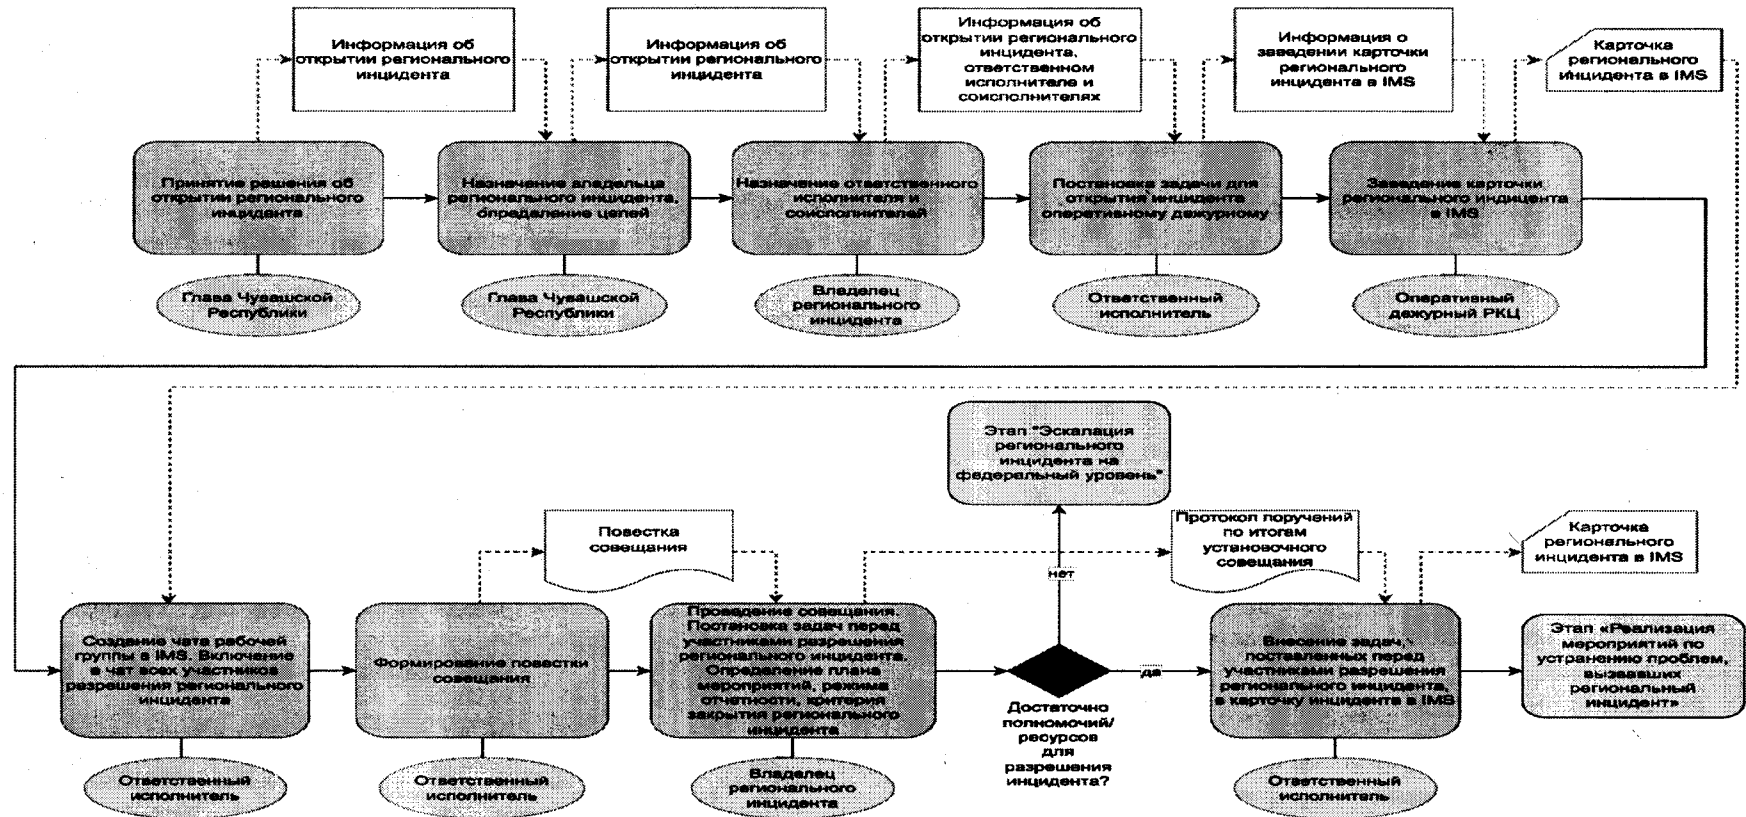 Информация об
открытии регионального
инцидента
Информация об
открытии регионального
инцидента
Информация об
открытии регионального
инцидента,
ответственном
исполнителе и
соисполнителях
Информация о
заведении карточки
регионального
инцидента в IMS
Карточка
регионального
инцидента в IMS
Принятие решения об
открытии регионального
инцидента
Назначение владельца
регионального инцидента,
определение целей
Назначение ответственного
исполнителя и
соисполнителей
Постановка задачи для
открытия инцидента
оперативному дежурному
Заведение карточки
регионального индицента
в IMS
Глава Чувашской
Республики
Глава Чувашской
Республики
Владелец
регионального
инцидента
Ответственный
исполнитель
Оперативный
дежурный РКЦ
Этап "Эскалация
регионального
инцидента на
федеральный уровень"
Повестка
совещания
Протокол поручений
по итогам
установочного
совещания
Карточка
регионального
инцидента в IMS
нет
Создание чата рабочей
группы в IMS. Включение
в чат всех участников
разрешения регионального
инцидента
Формирование повестки
совещания
Проведение совещания.
Постановка задач перед
участниками разрешения
регионального инцидента.
Определение плана
мероприятий, режима
отчетности, критерия
закрытия регионального
инцидента
да
Достаточно
полномочий/
ресурсов
для
разрешения
инцидента?
Внесение задач,
поставленных перед
участниками разрешения
регионального инцидента,
в карточку инцидента в IMS
Этап «Реализация
мероприятий по
устранению проблем,
вызвавших
региональный
инцидент»
Ответственный
исполнитель
Ответственный
исполнитель
Владелец
регионального
инцидента
Ответственный
исполнитель